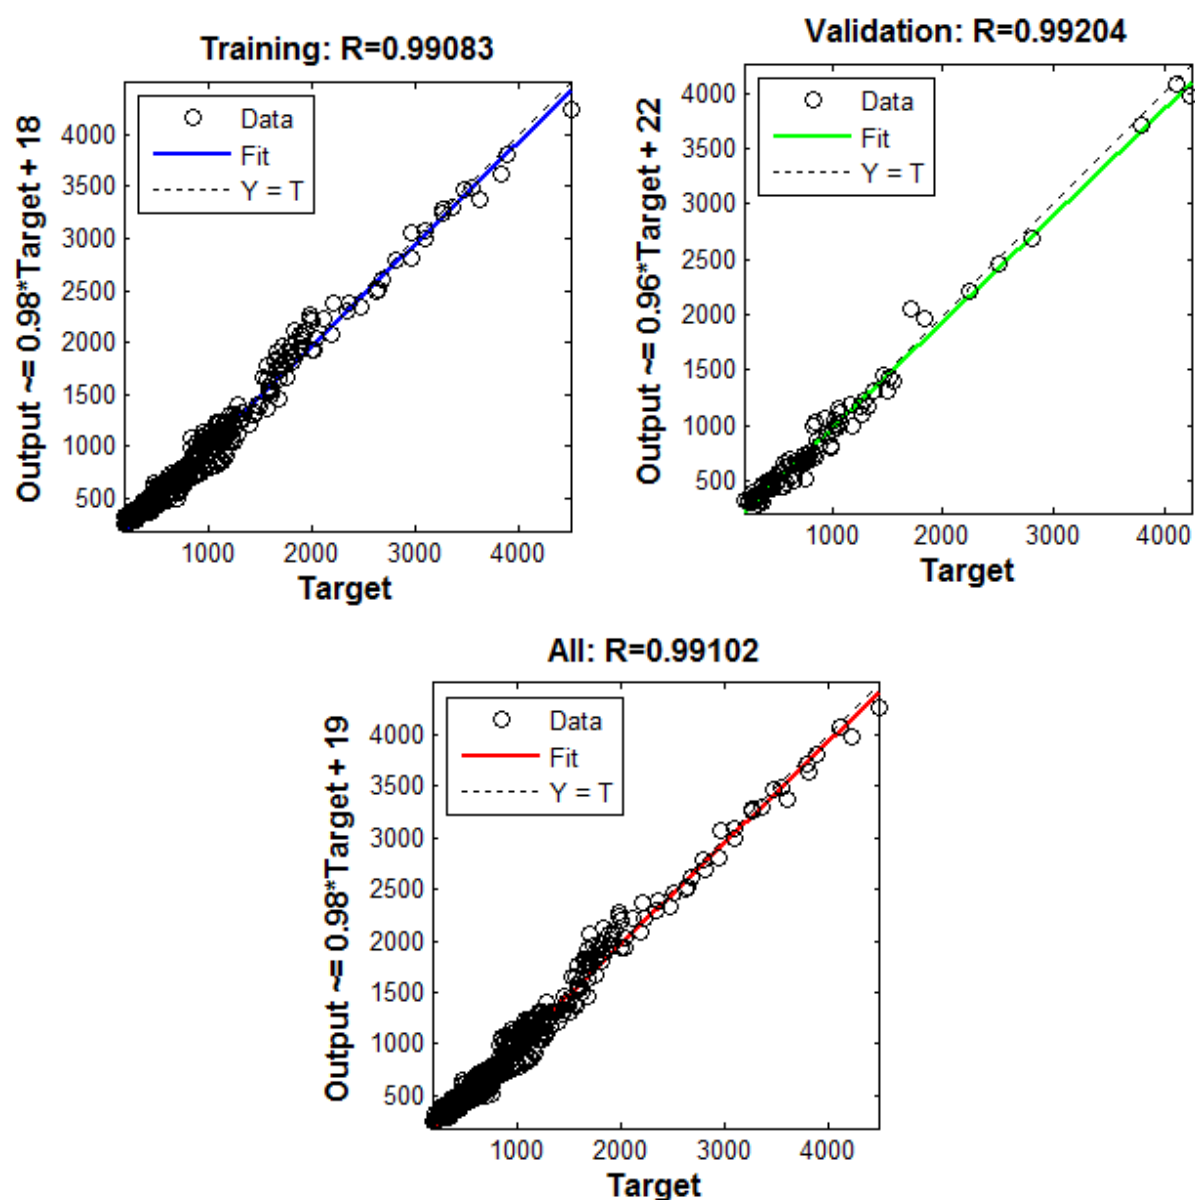 Training: R=0.99083
Output ~= 0.98*Target + 18
Data
Fit
Y = T
4000
3500
3000
2500
2000
1500
1000
500
1000 2000 3000 4000
Target
Validation: R=0.99204
Output ~= 0.96*Target + 22
Data
Fit
Y = T
4000
3500
3000
2500
2000
1500
1000
500
1000 2000 3000 4000
Target
All: R=0.99102
Output ~= 0.98*Target + 19
Data
Fit
Y = T
4000
3500
3000
2500
2000
1500
1000
500
1000 2000 3000 4000
Target